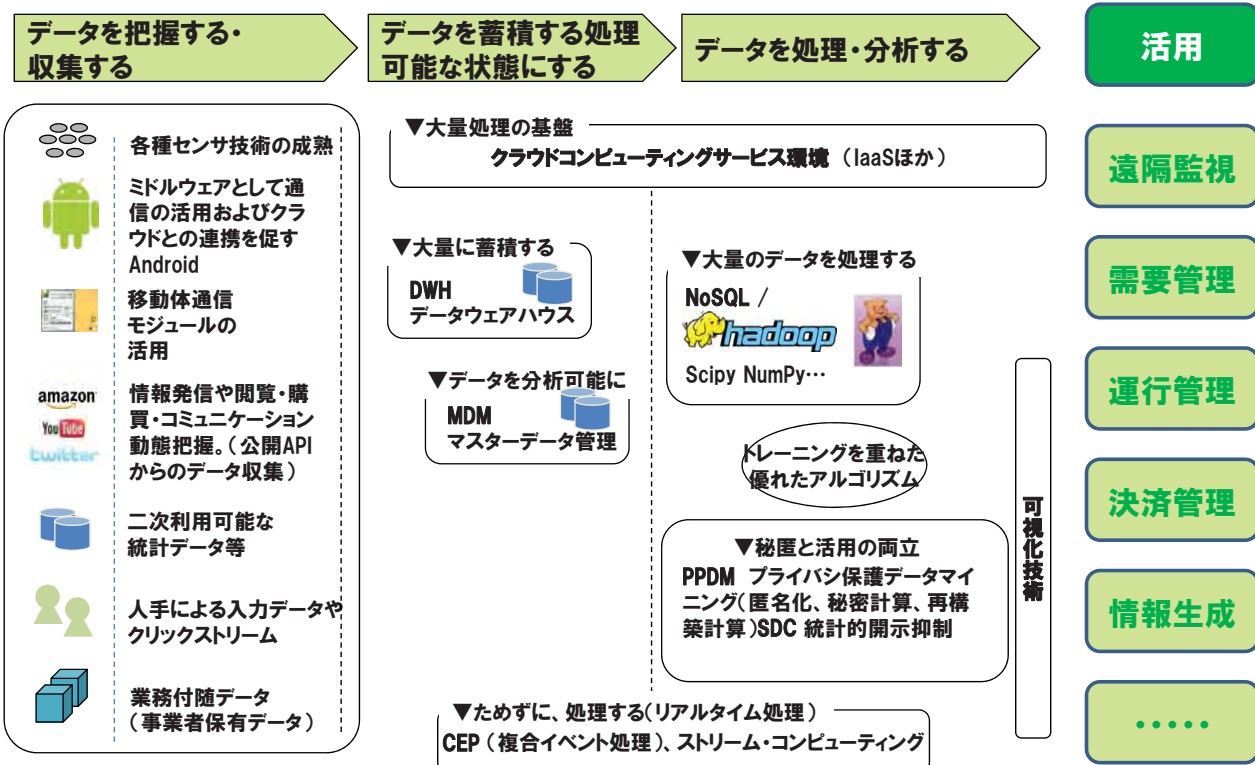 データを把握する・
収集する
データを蓄積する処理
可能な状態にする
データを処理・分析する
活用
各種センサ技術の成熟
ミドルウェアとして通
信の活用およびクラ
ウドとの連携を促す
Android
移動体通信
モジュールの
活用
amazon
You Tube
twitter
情報発信や閲覧・購
買・コミュニケーション
動態把握。(公開API
からのデータ収集)
二次利用可能な
統計データ等
人手による入力データや
クリックストリーム
業務付随データ
(事業者保有データ)
▼大量処理の基盤
クラウドコンピューティングサービス環境 (IaaSほか)
▼大量に蓄積する
DWH
データウェアハウス
▼データを分析可能に
MDM
マスターデータ管理
▼大量のデータを処理する
NoSQL /
hadoop
Scipy NumPy…
トレーニングを重ねた
優れたアルゴリズム
▼秘匿と活用の両立
PPDM プライバシ保護データマイ
ニング(匿名化、秘密計算、再構
築計算)SDC 統計的開示抑制
▼ためずに、処理する(リアルタイム処理)
CEP (複合イベント処理)、ストリーム・コンピューティング
可視化技術
遠隔監視
需要管理
運行管理
決済管理
情報生成
・・・・・